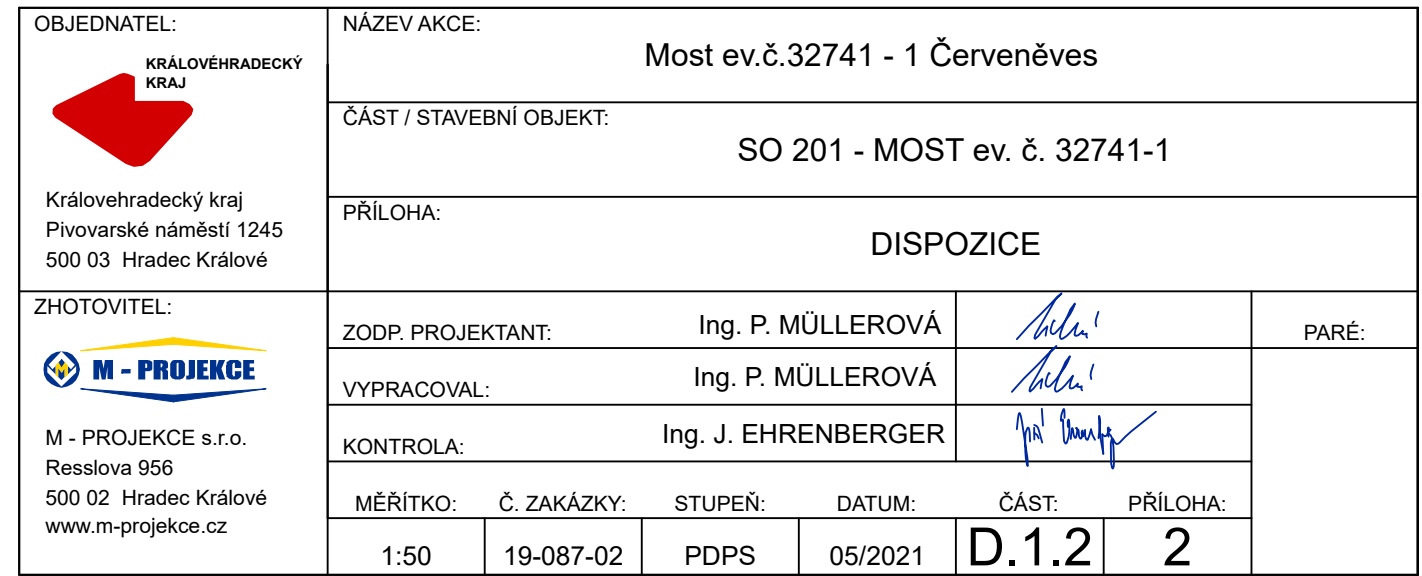 OBJEDNATEL:
KRÁLOVÉHRADECKÝ
KRAJ
Královehradecký kraj
Pivovarské náměstí 1245
500 03 Hradec Králové
NÁZEV AKCE:
Most ev.č.32741 - 1 Červeněves
ČÁST / STAVEBNÍ OBJEKT:
SO 201 - MOST ev. č. 32741-1
PŘÍLOHA:
DISPOZICE
ZHOTOVITEL:
M - PROJEKCE
M - PROJEKCE s.r.o.
Resslova 956
500 02 Hradec Králové
www.m-projekce.cz
ZODP. PROJEKTANT: Ing. P. MÜLLEROVÁ
VYPRACOVAL: Ing. P. MÜLLEROVÁ
KONTROLA: Ing. J. EHRENBERGER
PARÉ:
MĚŘÍTKO: Č. ZAKÁZKY: STUPEŇ: DATUM: ČÁST: PŘÍLOHA:
1:50 19-087-02 PDPS 05/2021 D.1.2 2